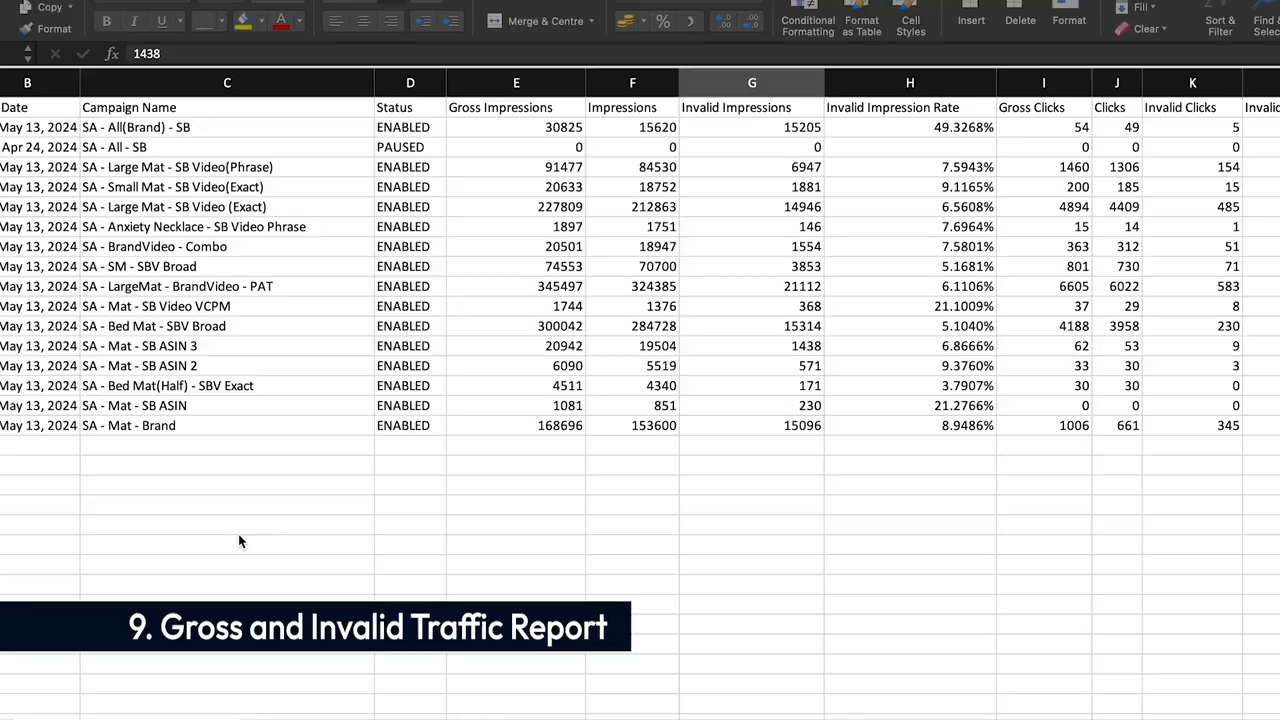 Copy
Format
B I U A
Merge & Centre
%
Conditional Formatting
Format as Table
Cell Styles
Insert
Delete
Format
Fill
Clear
Sort & Filter
Find &
fx 1438
B C D E F G H I J K
Date Campaign Name Status Gross Impressions Impressions Invalid Impressions Invalid Impression Rate Gross Clicks Clicks Invalid Clicks Invalid
May 13, 2024 SA - All(Brand) - SB ENABLED 30825 15620 15205 49.3268% 54 49 5
Apr 24, 2024 SA - All - SB PAUSED 0 0 0 0 0 0
May 13, 2024 SA - Large Mat - SB Video(Phrase) ENABLED 91477 84530 6947 7.5943% 1460 1306 154
May 13, 2024 SA - Small Mat - SB Video(Exact) ENABLED 20633 18752 1881 9.1165% 200 185 15
May 13, 2024 SA - Large Mat - SB Video (Exact) ENABLED 227809 212863 14946 6.5608% 4894 4409 485
May 13, 2024 SA - Anxiety Necklace - SB Video Phrase ENABLED 1897 1751 146 7.6964% 15 14 1
May 13, 2024 SA - BrandVideo - Combo ENABLED 20501 18947 1554 7.5801% 363 312 51
May 13, 2024 SA - SM - SBV Broad ENABLED 74553 70700 3853 5.1681% 801 730 71
May 13, 2024 SA - LargeMat - BrandVideo - PAT ENABLED 345497 324385 21112 6.1106% 6605 6022 583
May 13, 2024 SA - Mat - SB Video VCPM ENABLED 1744 1376 368 21.1009% 37 29 8
May 13, 2024 SA - Bed Mat - SBV Broad ENABLED 300042 284728 15314 5.1040% 4188 3958 230
May 13, 2024 SA - Mat - SB ASIN 3 ENABLED 20942 19504 1438 6.8666% 62 53 9
May 13, 2024 SA - Mat - SB ASIN 2 ENABLED 6090 5519 571 9.3760% 33 30 3
May 13, 2024 SA - Bed Mat(Half) - SBV Exact ENABLED 4511 4340 171 3.7907% 30 30 0
May 13, 2024 SA - Mat - SB ASIN ENABLED 1081 851 230 21.2766% 0 0 0
May 13, 2024 SA - Mat - Brand ENABLED 168696 153600 15096 8.9486% 1006 661 345
9. Gross and Invalid Traffic Report